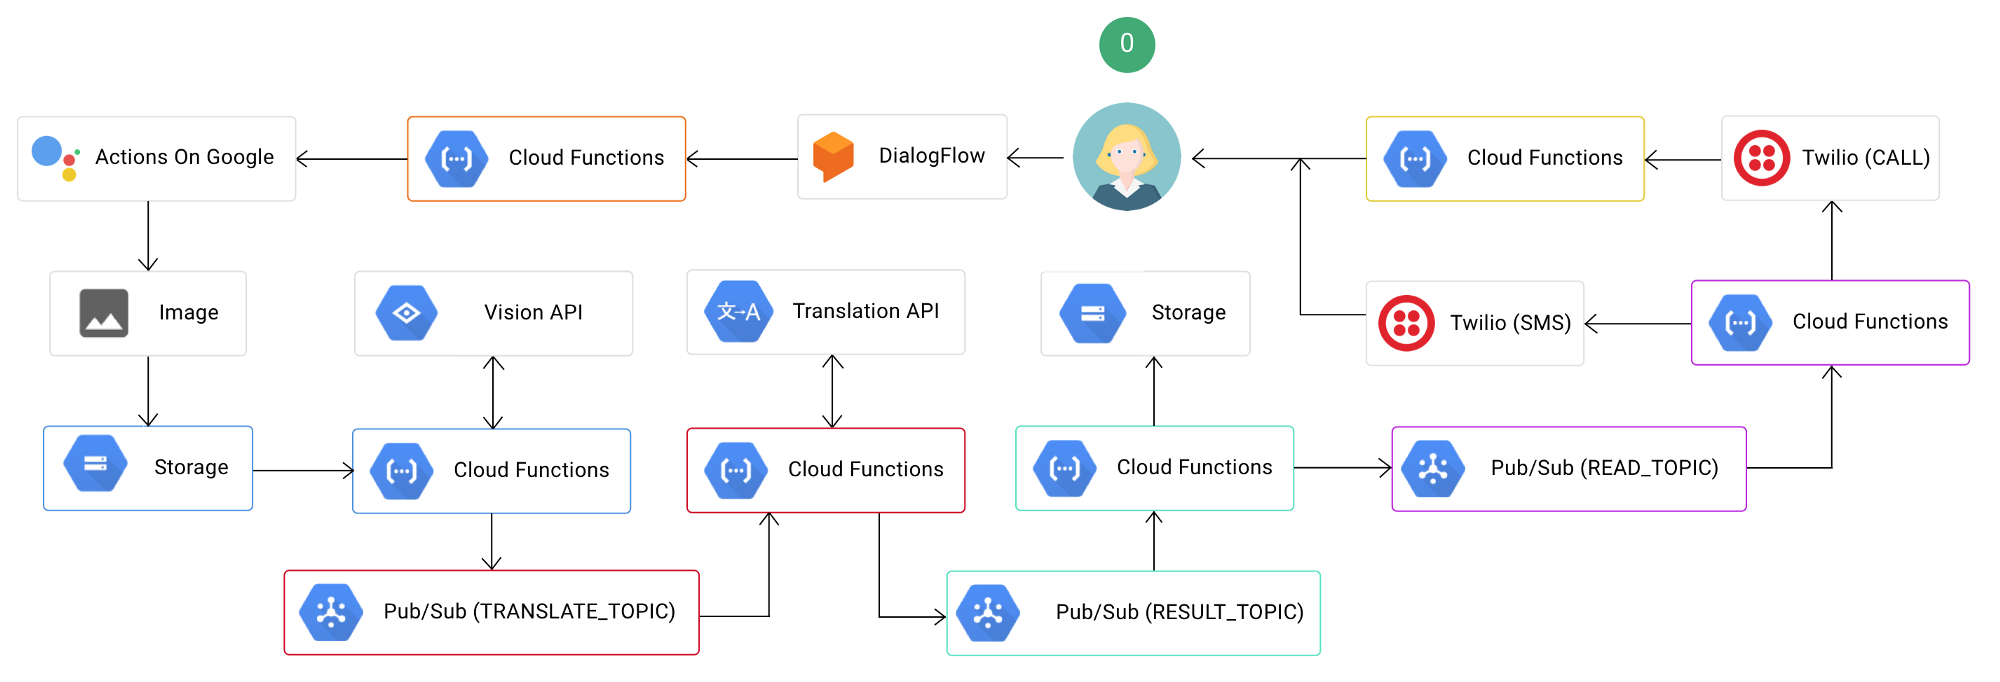 0
Actions On Google
Cloud Functions
DialogFlow
Cloud Functions
Twilio (CALL)
Image
Vision API
文→A
Translation API
Storage
Twilio (SMS)
Cloud Functions
Storage
Cloud Functions
Cloud Functions
Cloud Functions
Pub/Sub (READ_TOPIC)
Pub/Sub (TRANSLATE_TOPIC)
Pub/Sub (RESULT_TOPIC)